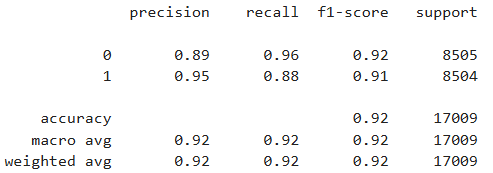 precision recall f1-score support
0 0.89 0.96 0.92 8505
1 0.95 0.88 0.91 8504
accuracy 0.92 17009
macro avg 0.92 0.92 0.92 17009
weighted avg 0.92 0.92 0.92 17009